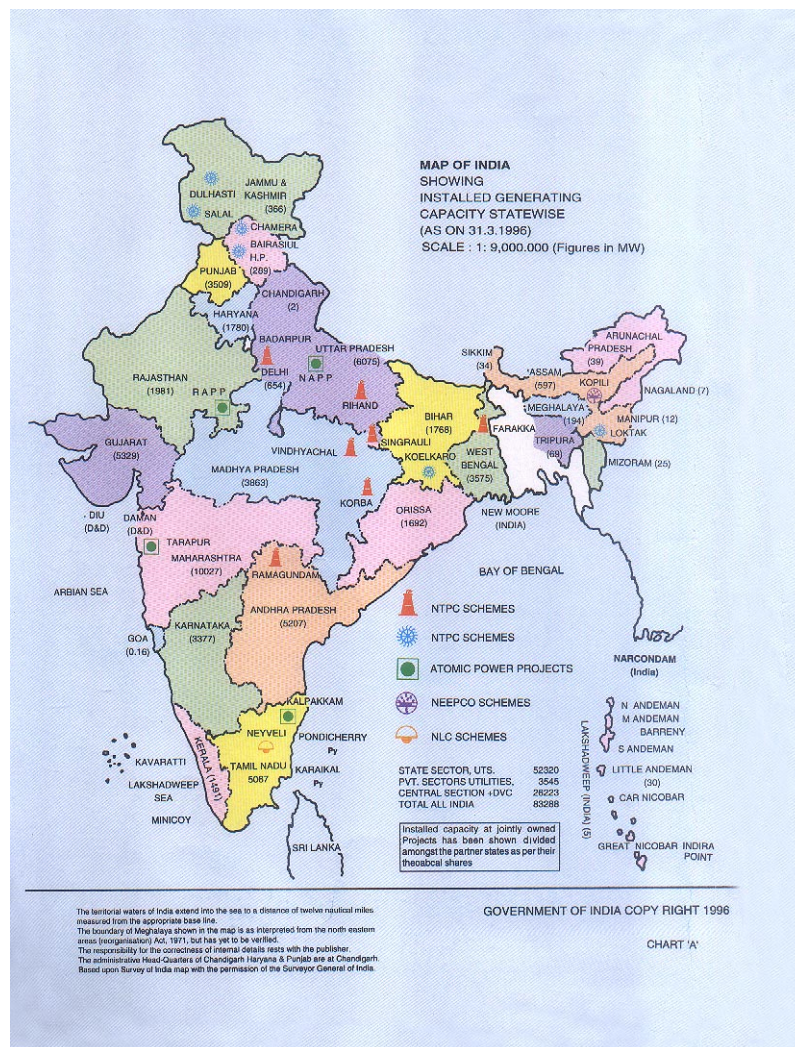 MAP OF INDIA
SHOWING
INSTALLED GENERATING
CAPACITY STATEWISE
(AS ON 31.3.1996)
SCALE : 1: 9,000.000 (Figures in MW)
DULHASTI
JAMMU &
KASHMIR
(366)
SALAL
CHAMERA
BAIRASIUL
H.P.
(289)
PUNJAB
(3509)
CHANDIGARH
(2)
HARYANA
(1780)
BADARPUR
UTTAR PRADESH
(6075)
DELHI
(654)
N A P P
RAJASTHAN
(1981)
R A P P
RIHAND
SIKKIM
(34)
ARUNACHAL
PRADESH
(39)
'ASSAM
(597)
KOPILI
NAGALAND (7)
MEGHALAYA
(194)
MANIPUR (12)
LOKTAK
TRIPURA
(68)
MIZORAM (25)
BIHAR
(1768)
FARAKKA
SINGRAULI
KOELKARO
WEST
BENGAL
(3575)
VINDHYACHAL
GUJARAT
(5329)
MADHYA PRADESH
(3863)
KORBA
ORISSA
(1692)
NEW MOORE
(INDIA)
DIU
(D&D)
DAMAN
(D&D)
TARAPUR
MAHARASHTRA
(10027)
RAMAGUNDAM
ARBIAN SEA
BAY OF BENGAL
ANDHRA PRADESH
(5207)
KARNATAKA
(3377)
GOA
(0.16)
NTPC SCHEMES
NTPC SCHEMES
ATOMIC POWER PROJECTS
NEEPCO SCHEMES
NLC SCHEMES
NARCONDAM
(India)
KALPAKKAM
NEYVELI
PONDICHERRY
Py
KARAIKAL
Py
TAMIL NADU
5067
KERALA (1491)
KAVARATTI
LAKSHADWEEP
SEA
MINICOY
SRI LANKA
N ANDEMAN
M ANDEMAN
BARRENY
S ANDEMAN
LITTLE ANDEMAN
(30)
CAR NICOBAR
GREAT NICOBAR INDIRA
POINT
LAKSHADWEEP (INDIA) (5)
STATE SECTOR, UTS. 52320
PVT. SECTORS UTILITIES, 3545
CENTRAL SECTION +DVC 26223
TOTAL ALL INDIA 83288
Installed capacity at jointly owned
Projects has been shown divided
amongst the partner states as per their
theoabcal shares
The territorial waters of India extend into the sea to a distance of twelve nautical miles
measured from the appropriate base line.
The boundary of Meghalaya shown in the map is as interpreted from the north eastern
areas (reorganisation) Act, 1971, but has yet to be verified.
The responsibility for the correctness of internal details rests with the publisher.
The administrative Head-Quarters of Chandigarh Haryana & Punjab are at Chandigarh.
Based upon Survey of India map with the permission of the Surveyor General of India.
GOVERNMENT OF INDIA COPY RIGHT 1996
CHART 'A'